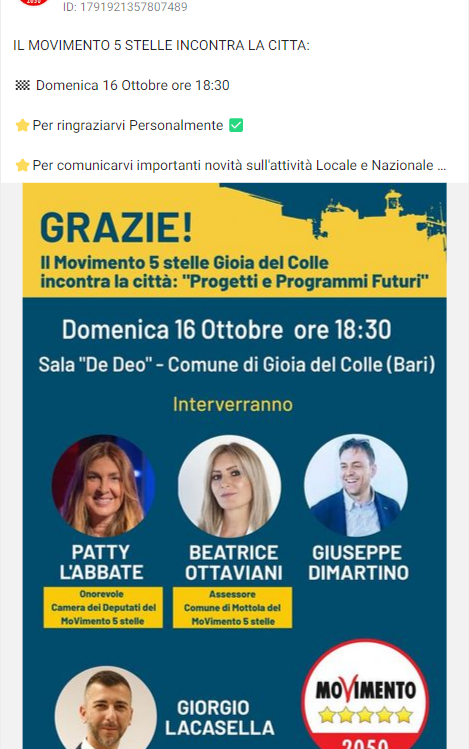 ID: 1791921357807489
IL MOVIMENTO 5 STELLE INCONTRA LA CITTA:
🏁 Domenica 16 Ottobre ore 18:30
⭐Per ringraziarvi Personalmente ✅
⭐Per comunicarvi importanti novità sull'attività Locale e Nazionale ...
GRAZIE!
Il Movimento 5 stelle Gioia del Colle
incontra la città: "Progetti e Programmi Futuri"
Domenica 16 Ottobre ore 18:30
Sala "De Deo" - Comune di Gioia del Colle (Bari)
Interverranno
PATTY
L'ABBATE
Onorevole
Camera dei Deputati del
MoVimento 5 stelle
BEATRICE
OTTAVIANI
Assessore
Comune di Mottola del
MoVimento 5 stelle
GIUSEPPE
DIMARTINO
GIORGIO
LACASELLA
MOVIMENTO
2050